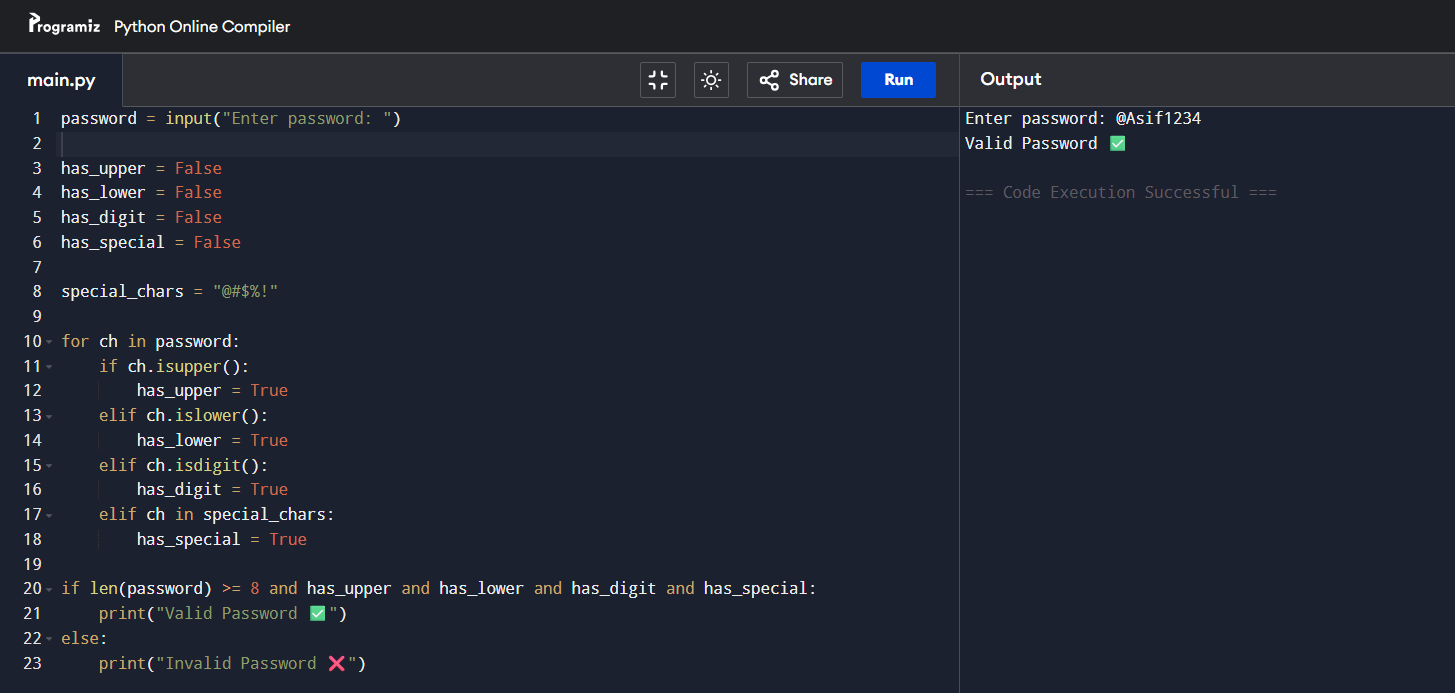 Programiz Python Online Compiler
main.py
Share
Run
Output
1 password = input("Enter password: ")
2
3 has_upper = False
4 has_lower = False
5 has_digit = False
6 has_special = False
7
8 special_chars = "@#$%!"
9
10 for ch in password:
11     if ch.isupper():
12         has_upper = True
13     elif ch.islower():
14         has_lower = True
15     elif ch.isdigit():
16         has_digit = True
17     elif ch in special_chars:
18         has_special = True
19
20 if len(password) >= 8 and has_upper and has_lower and has_digit and has_special:
21     print("Valid Password ✅")
22 else:
23     print("Invalid Password ❌")
Enter password: @Asif1234
Valid Password ✅
=== Code Execution Successful ===